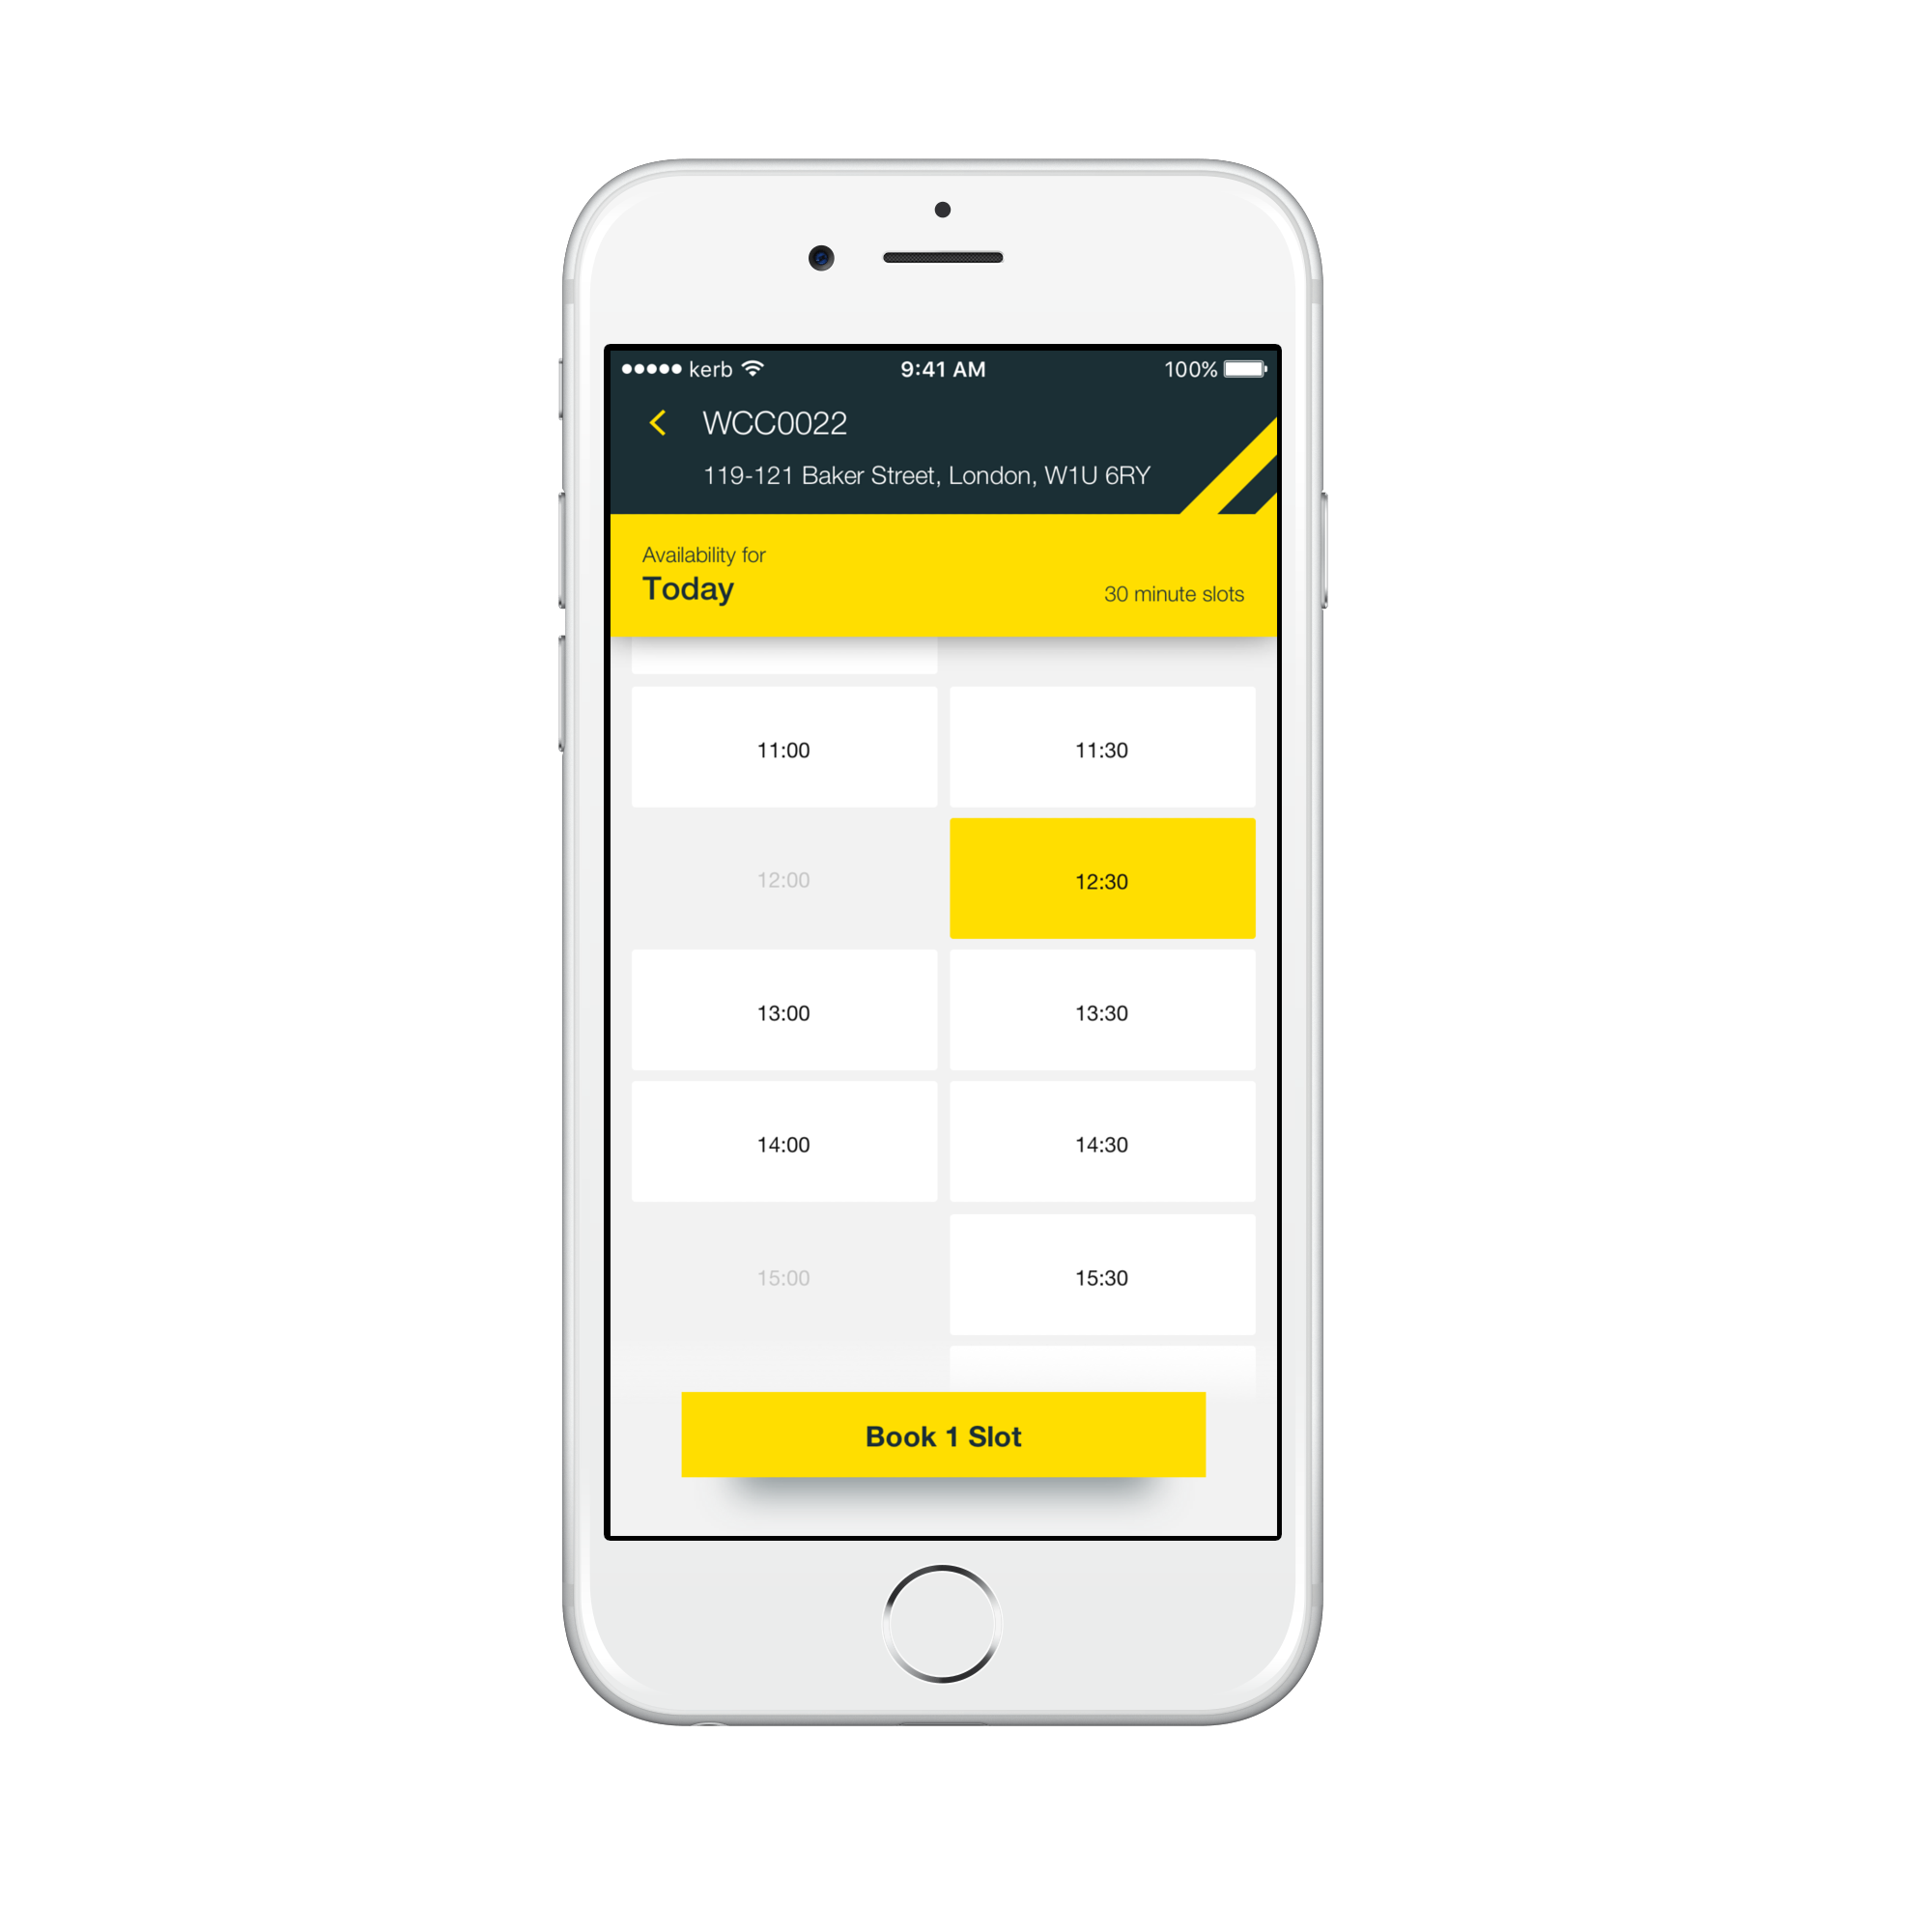 kerb 9:41 AM 100%
WCC0022
119-121 Baker Street, London, W1U 6RY
Availability for
Today 30 minute slots
11:00 11:30
12:00 12:30
13:00 13:30
14:00 14:30
15:00 15:30
Book 1 Slot